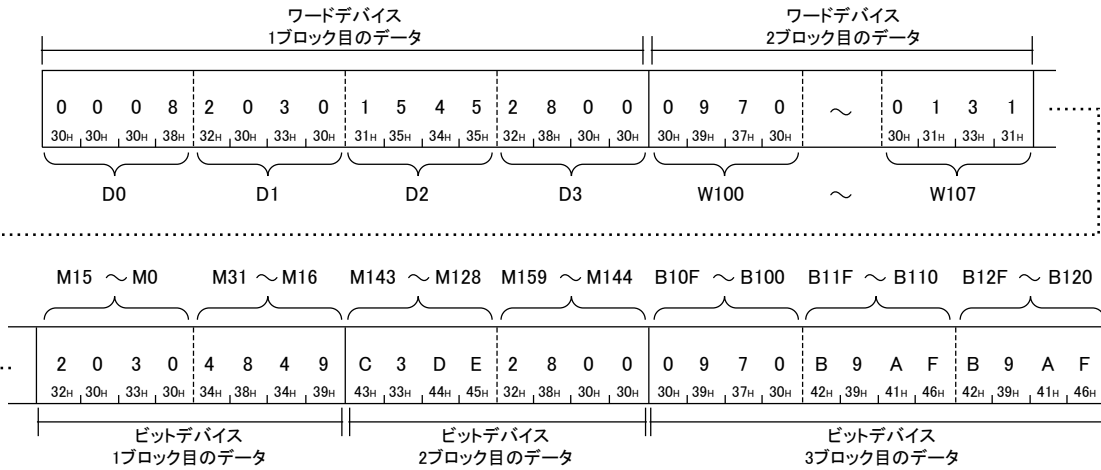 ワードデバイス ワードデバイス
1ブロック目のデータ 2ブロック目のデータ
0 0 0 8 2 0 3 0 1 5 4 5 2 8 0 0 0 9 7 0 ～ 0 1 3 1
30H 30H 30H 38H 32H 30H 33H 30H 31H 35H 34H 35H 32H 38H 30H 30H 30H 39H 37H 30H 30H 31H 33H 31H
D0 D1 D2 D3 W100 ～ W107
M15 ～ M0 M31 ～ M16 M143 ～ M128 M159 ～ M144 B10F ～ B100 B11F ～ B110 B12F ～ B120
2 0 3 0 4 8 4 9 C 3 D E 2 8 0 0 0 9 7 0 B 9 A F B 9 A F
32H 30H 33H 30H 34H 38H 34H 39H 43H 33H 44H 45H 32H 38H 30H 30H 30H 39H 37H 30H 42H 39H 41H 46H 42H 39H 41H 46H
ビットデバイス ビットデバイス ビットデバイス
1ブロック目のデータ 2ブロック目のデータ 3ブロック目のデータ